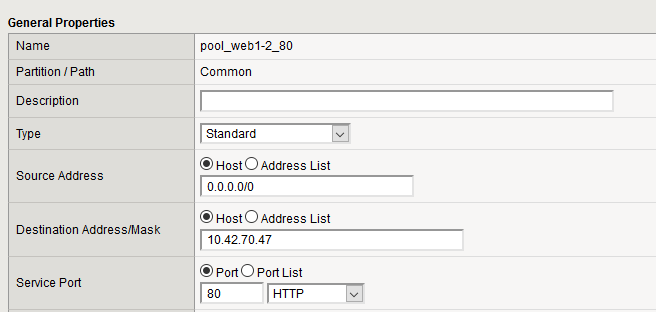 General Properties
Name pool_web1-2_80
Partition / Path Common
Description
Type Standard
Source Address Host Address List
0.0.0.0/0
Destination Address/Mask Host Address List
10.42.70.47
Service Port Port Port List
80 HTTP